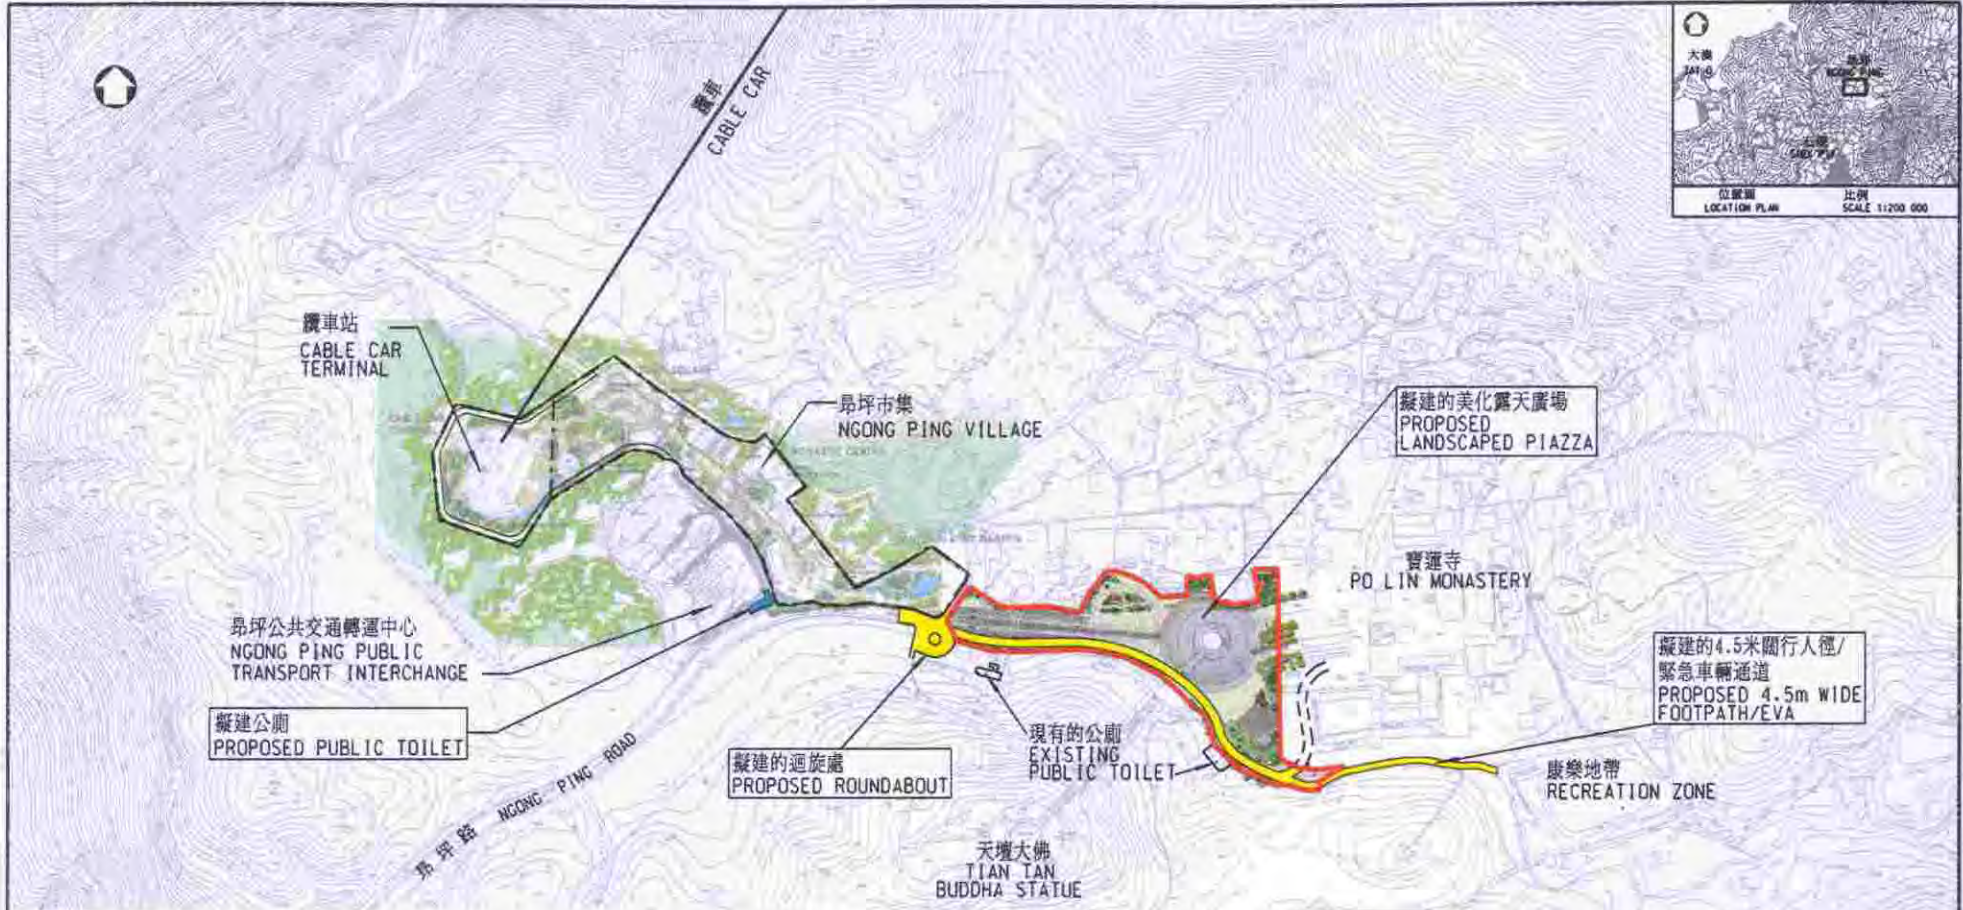 纜車
CABLE CAR
大澳
TAI O
昂坪
NGONG PING
石壁
SHEK PIK
位置圖
LOCATION PLAN
比例
SCALE 1:200 000
纜車站
CABLE CAR
TERMINAL
昂坪市集
NGONG PING VILLAGE
擬建的美化露天廣場
PROPOSED
LANDSCAPED PIAZZA
寶蓮寺
PO LIN MONASTERY
昂坪公共交通轉運中心
NGONG PING PUBLIC
TRANSPORT INTERCHANGE
擬建的4.5米闊行人徑/
緊急車輛通道
PROPOSED 4.5m WIDE
FOOTPATH/EVA
擬建公廁
PROPOSED PUBLIC TOILET
擬建的迴旋處
PROPOSED ROUNDABOUT
現有的公廁
EXISTING
PUBLIC TOILET
康樂地帶
RECREATION ZONE
昂坪路 NGONG PING ROAD
天壇大佛
TIAN TAN
BUDDHA STATUE